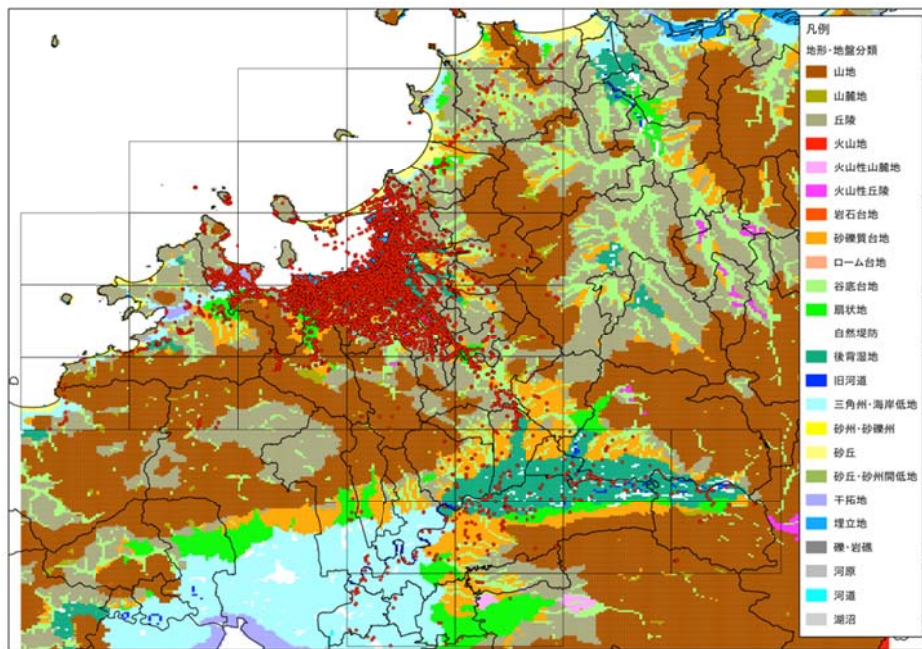 凡例
地形・地盤分類
山地
山麓地
丘陵
火山地
火山性山麓地
火山性丘陵
岩石台地
砂礫質台地
ローム台地
谷底台地
扇状地
自然堤防
後背湿地
旧河道
三角州・海岸低地
砂州・砂礫州
砂丘
砂丘・砂州間低地
干拓地
埋立地
礫・岩礁
河原
河道
湖沼